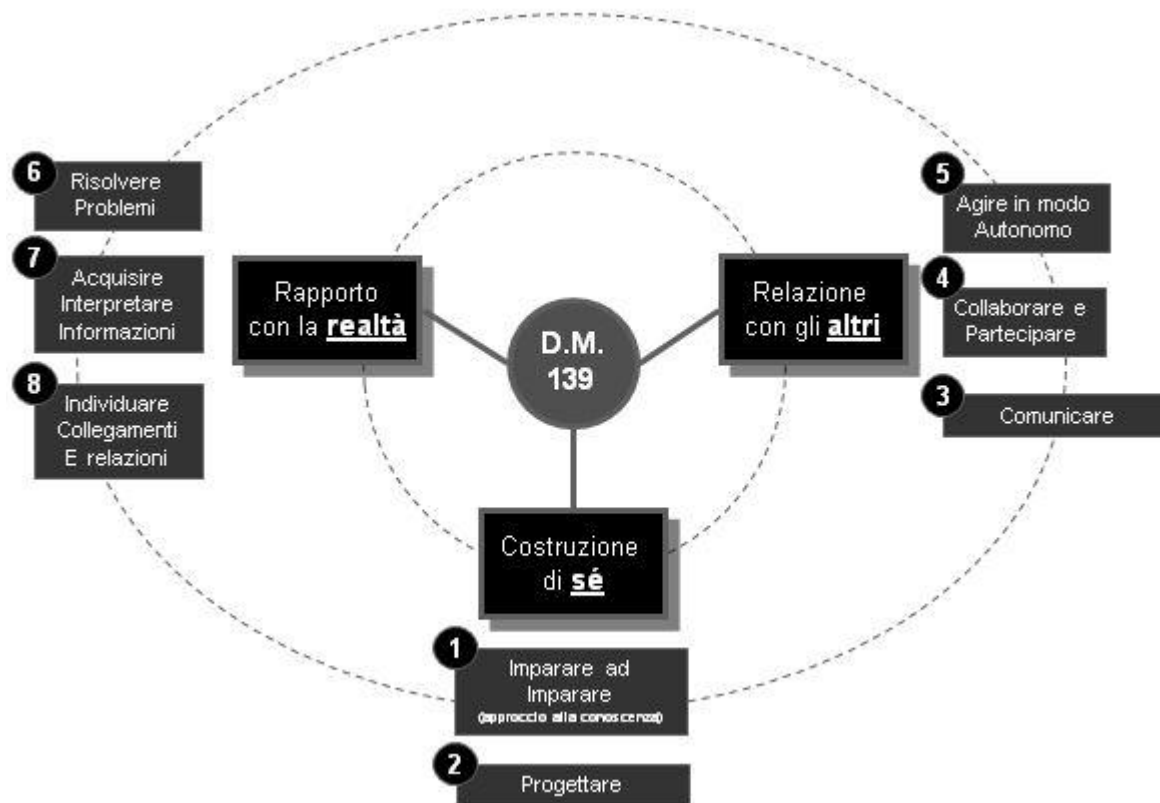 D.M.
139
Rapporto
con la realtà
Relazione
con gli altri
Costruzione
di sé
1
Imparare ad
Imparare
(approccio alla conoscenza)
2
Progettare
3
Comunicare
4
Collaborare e
Partecipare
5
Agire in modo
Autonomo
6
Risolvere
Problemi
7
Acquisire
Interpretare
Informazioni
8
Individuare
Collegamenti
E relazioni